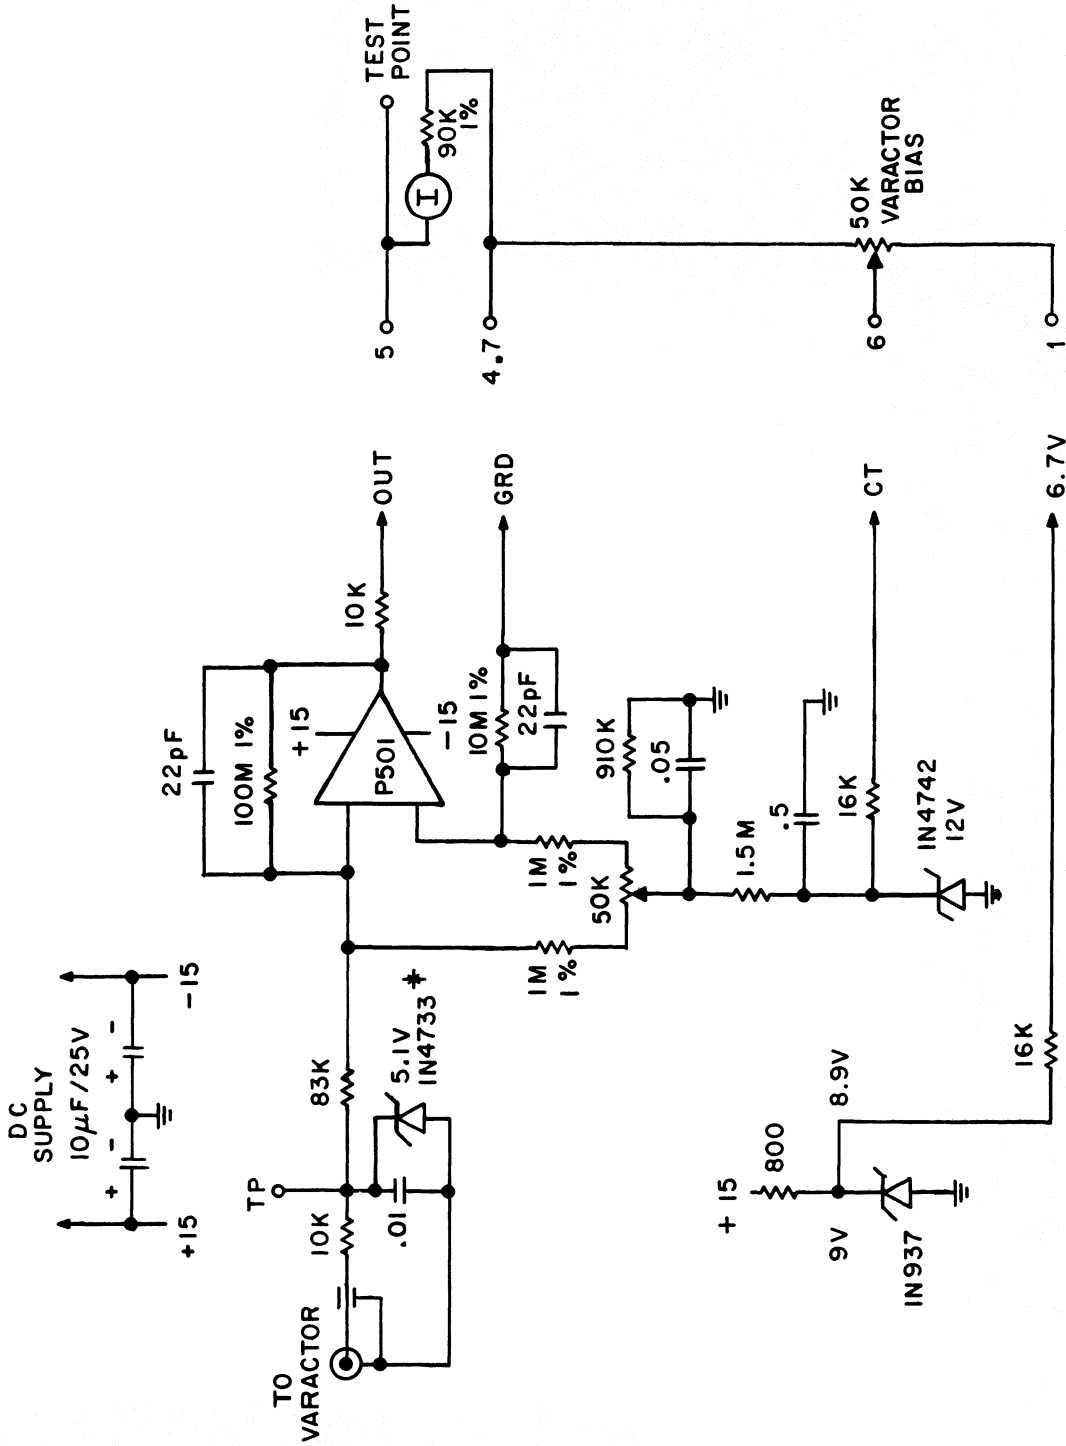 DC
SUPPLY
10µF/25V
+
-
+
-
+15
-15
TO
VARACTOR
TP
10K
.01
83K
5.1V
IN4733
*
22pF
100M 1%
+15
P501
-15
10K
OUT
10M 1%
22pF
GRD
1M
1%
1M
1%
50K
910K
.05
1.5M
.5
16K
CT
IN4742
12V
+15
800
9V
8.9V
IN937
16K
6.7V
TEST
POINT
5
I
90K
1%
4.7
50K
VARACTOR
BIAS
6
1